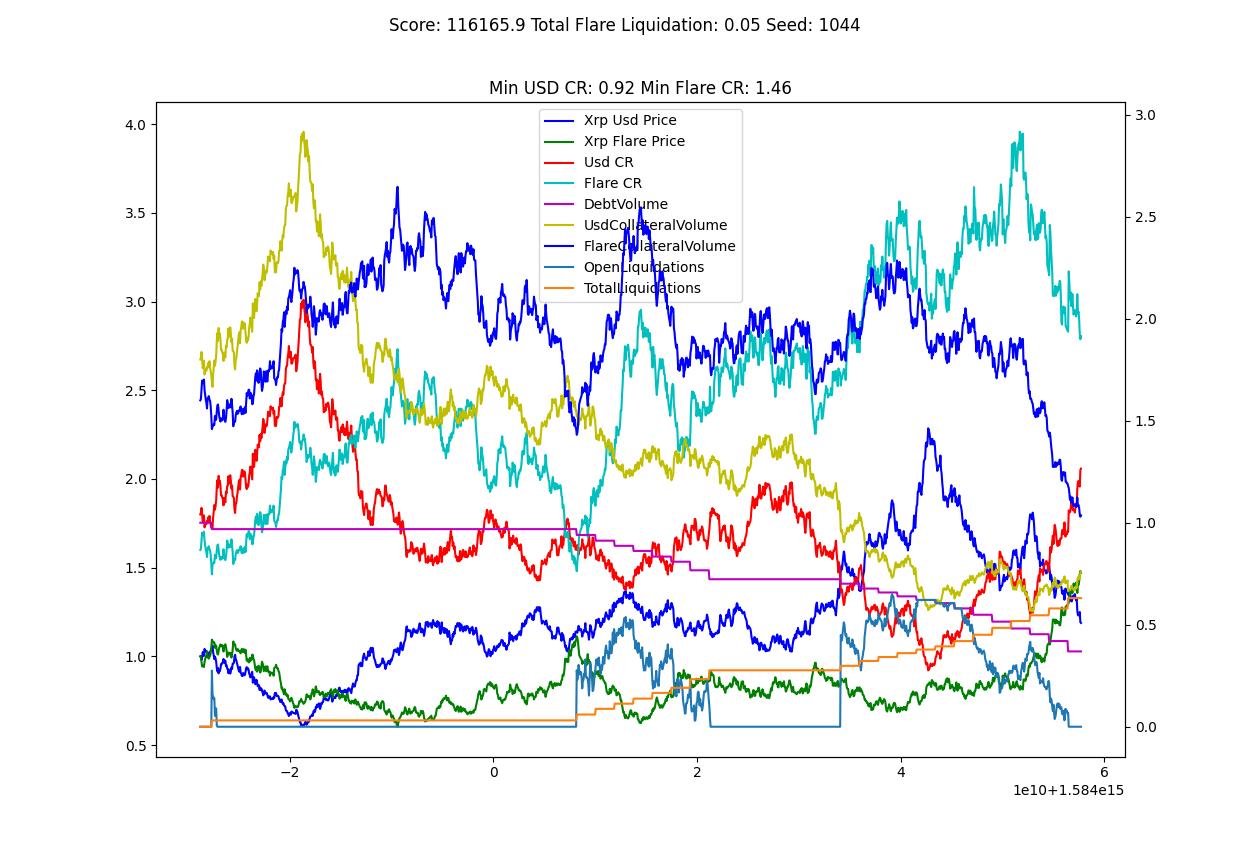 Score: 116165.9 Total Flare Liquidation: 0.05 Seed: 1044
Min USD CR: 0.92 Min Flare CR: 1.46
Xrp Usd Price
Xrp Flare Price
Usd CR
Flare CR
DebtVolume
UsdCollateralVolume
FlareCollateralVolume
OpenLiquidations
TotalLiquidations
4.0
3.5
3.0
2.5
2.0
1.5
1.0
0.5
3.0
2.5
2.0
1.5
1.0
0.5
0.0
−2 0 2 4 6
1e10+1.584e15